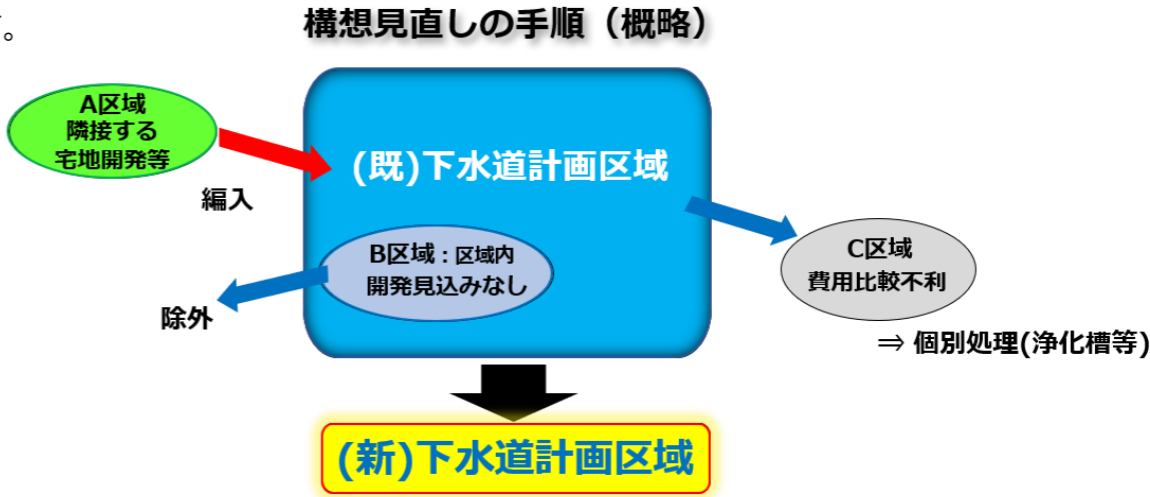 。
構想見直しの手順（概略）
A区域
隣接する
宅地開発等
(既)下水道計画区域
編入
B区域：区域内
開発見込みなし
C区域
費用比較不利
除外
⇒ 個別処理(浄化槽等)
(新)下水道計画区域